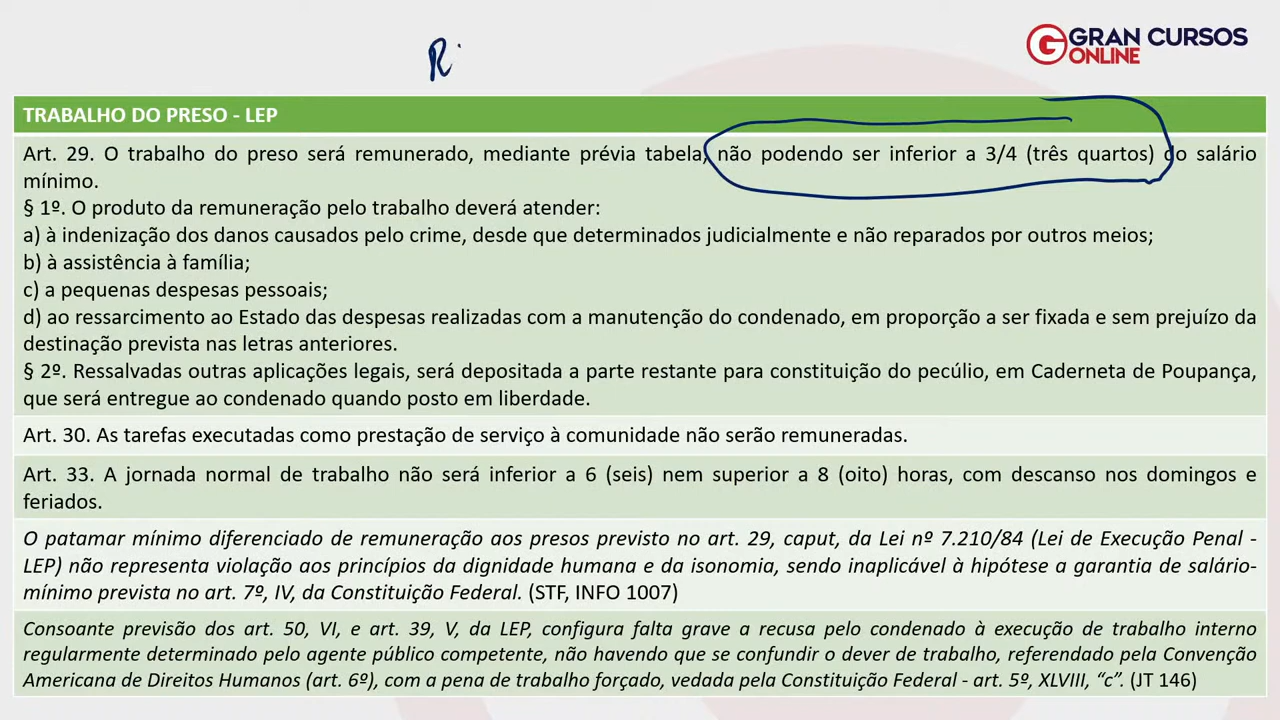 R
GRAN CURSOS
ONLINE
TRABALHO DO PRESO - LEP
Art. 29. O trabalho do preso será remunerado, mediante prévia tabela, não podendo ser inferior a 3/4 (três quartos) do salário
mínimo.
§ 1º. O produto da remuneração pelo trabalho deverá atender:
a) à indenização dos danos causados pelo crime, desde que determinados judicialmente e não reparados por outros meios;
b) à assistência à família;
c) a pequenas despesas pessoais;
d) ao ressarcimento ao Estado das despesas realizadas com a manutenção do condenado, em proporção a ser fixada e sem prejuízo da
destinação prevista nas letras anteriores.
§ 2º. Ressalvadas outras aplicações legais, será depositada a parte restante para constituição do pecúlio, em Caderneta de Poupança,
que será entregue ao condenado quando posto em liberdade.
Art. 30. As tarefas executadas como prestação de serviço à comunidade não serão remuneradas.
Art. 33. A jornada normal de trabalho não será inferior a 6 (seis) nem superior a 8 (oito) horas, com descanso nos domingos e
feriados.
O patamar mínimo diferenciado de remuneração aos presos previsto no art. 29, caput, da Lei nº 7.210/84 (Lei de Execução Penal -
LEP) não representa violação aos princípios da dignidade humana e da isonomia, sendo inaplicável à hipótese a garantia de salário-
mínimo prevista no art. 7º, IV, da Constituição Federal. (STF, INFO 1007)
Consoante previsão dos art. 50, VI, e art. 39, V, da LEP, configura falta grave a recusa pelo condenado à execução de trabalho interno
regularmente determinado pelo agente público competente, não havendo que se confundir o dever de trabalho, referendado pela Convenção
Americana de Direitos Humanos (art. 6º), com a pena de trabalho forçado, vedada pela Constituição Federal - art. 5º, XLVIII, “c”. (JT 146)